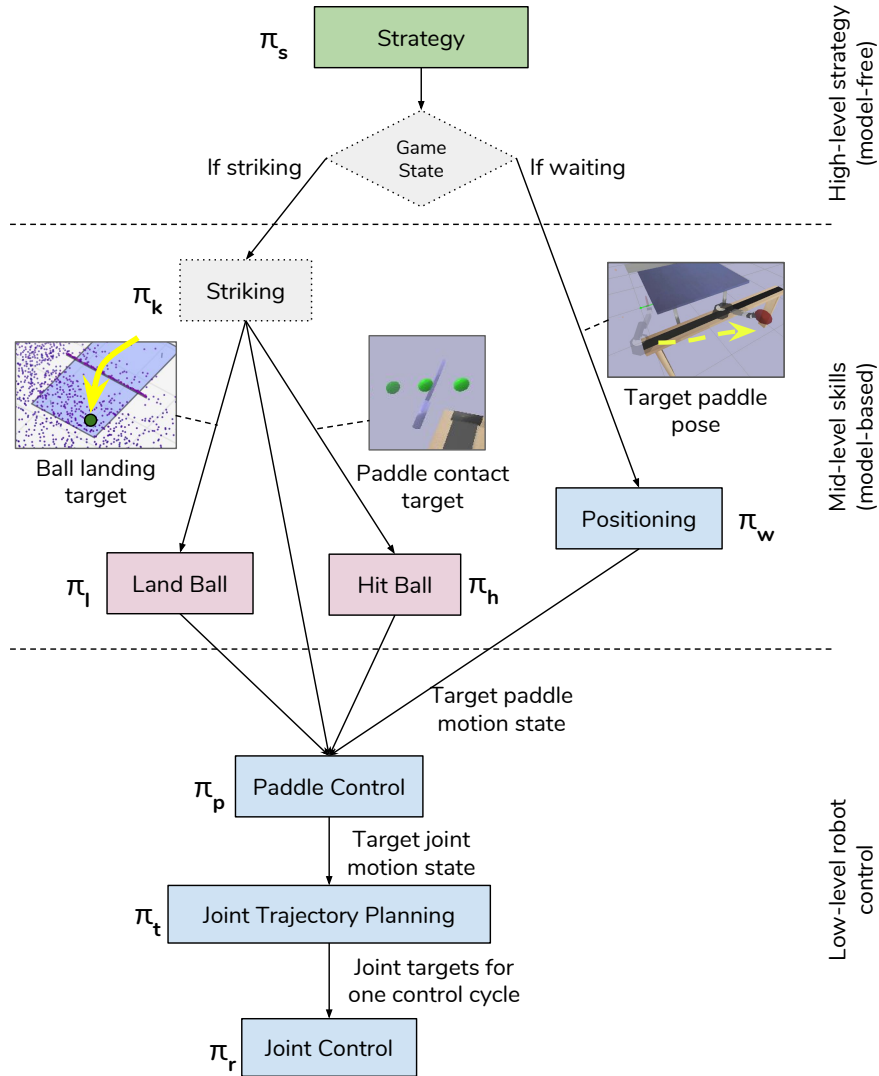 π_s
Strategy
Game
State
If striking
If waiting
High-level strategy
(model-free)
π_k
Striking
Ball landing
target
Paddle contact
target
Target paddle
pose
Positioning
π_w
π_l
Land Ball
Hit Ball
π_h
Mid-level skills
(model-based)
Target paddle
motion state
π_p
Paddle Control
Target joint
motion state
π_t
Joint Trajectory Planning
Joint targets for
one control cycle
π_r
Joint Control
Low-level robot
control